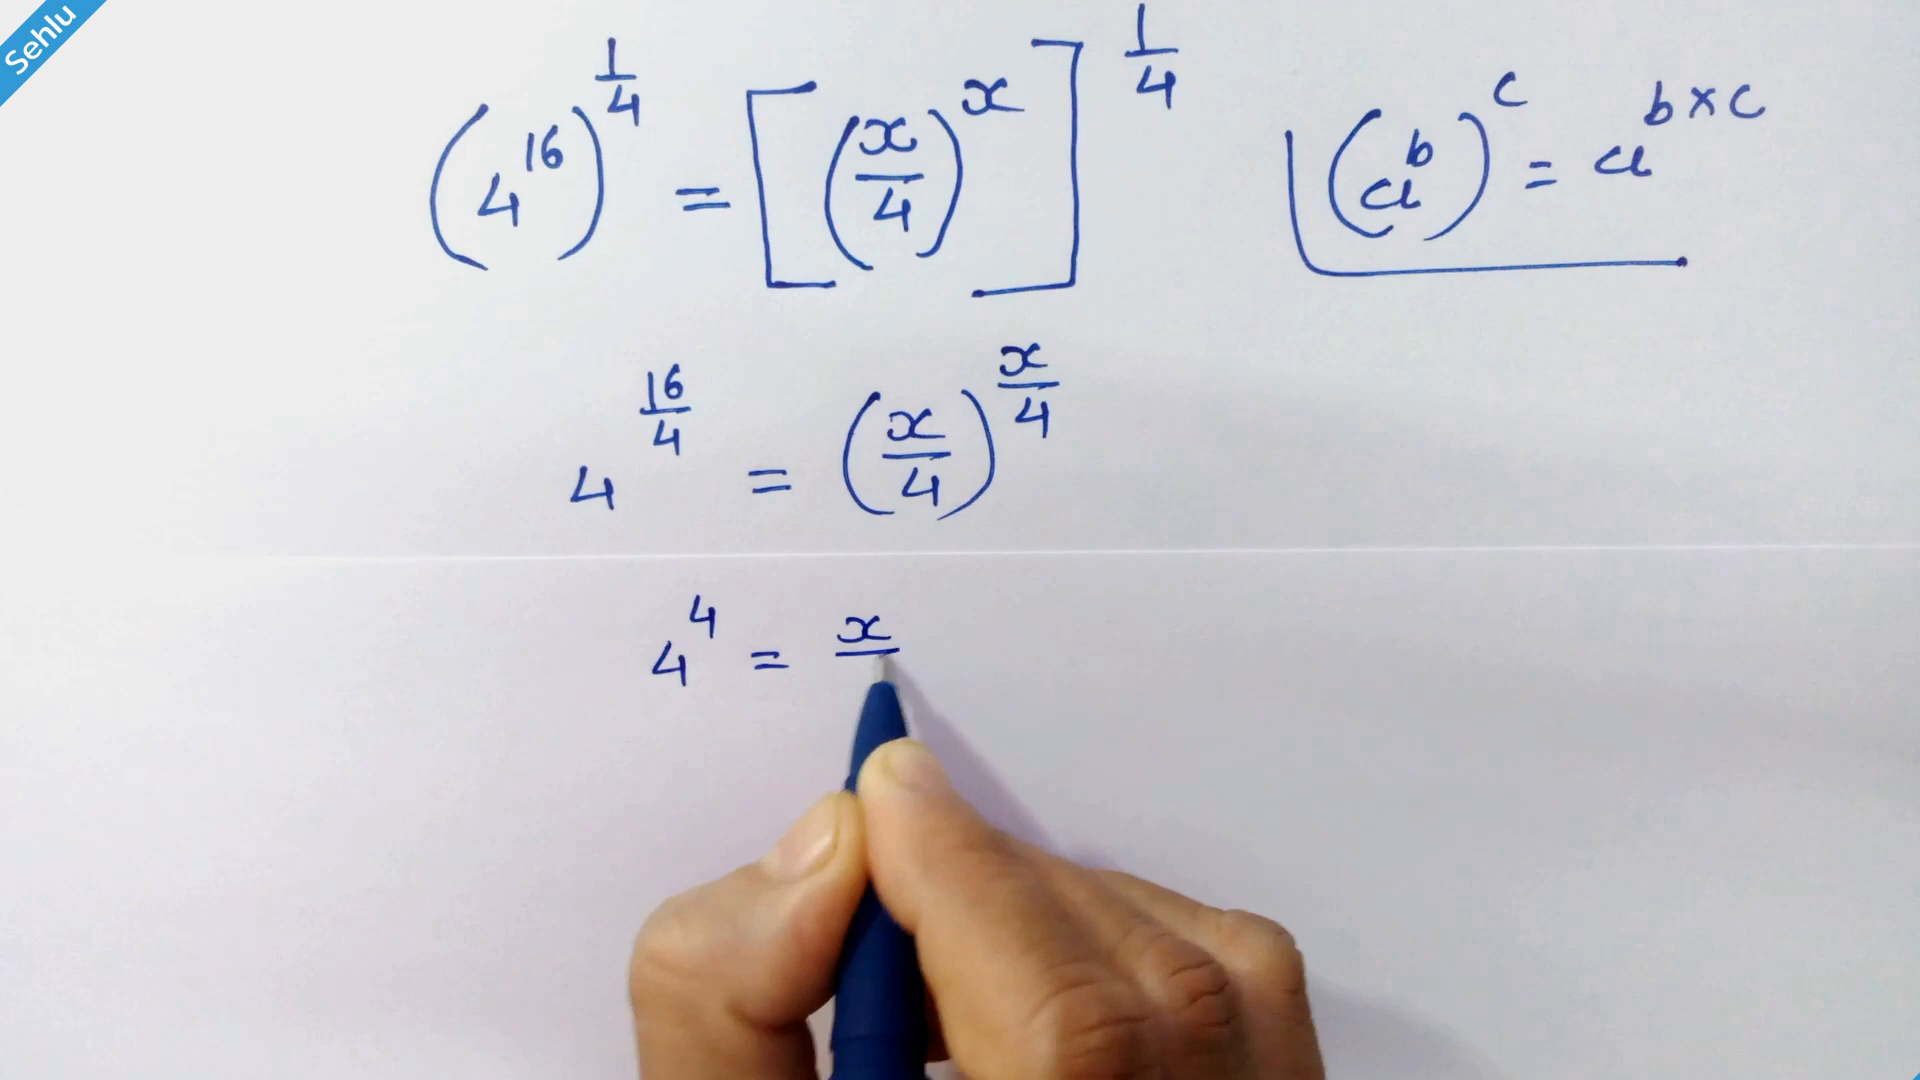 Sehlu
(4^16)^(1/4) = [(x/4)^x]^(1/4)    (a^b)^c = a^(b×c)
4^(16/4) = (x/4)^(x/4)
4^4 = x